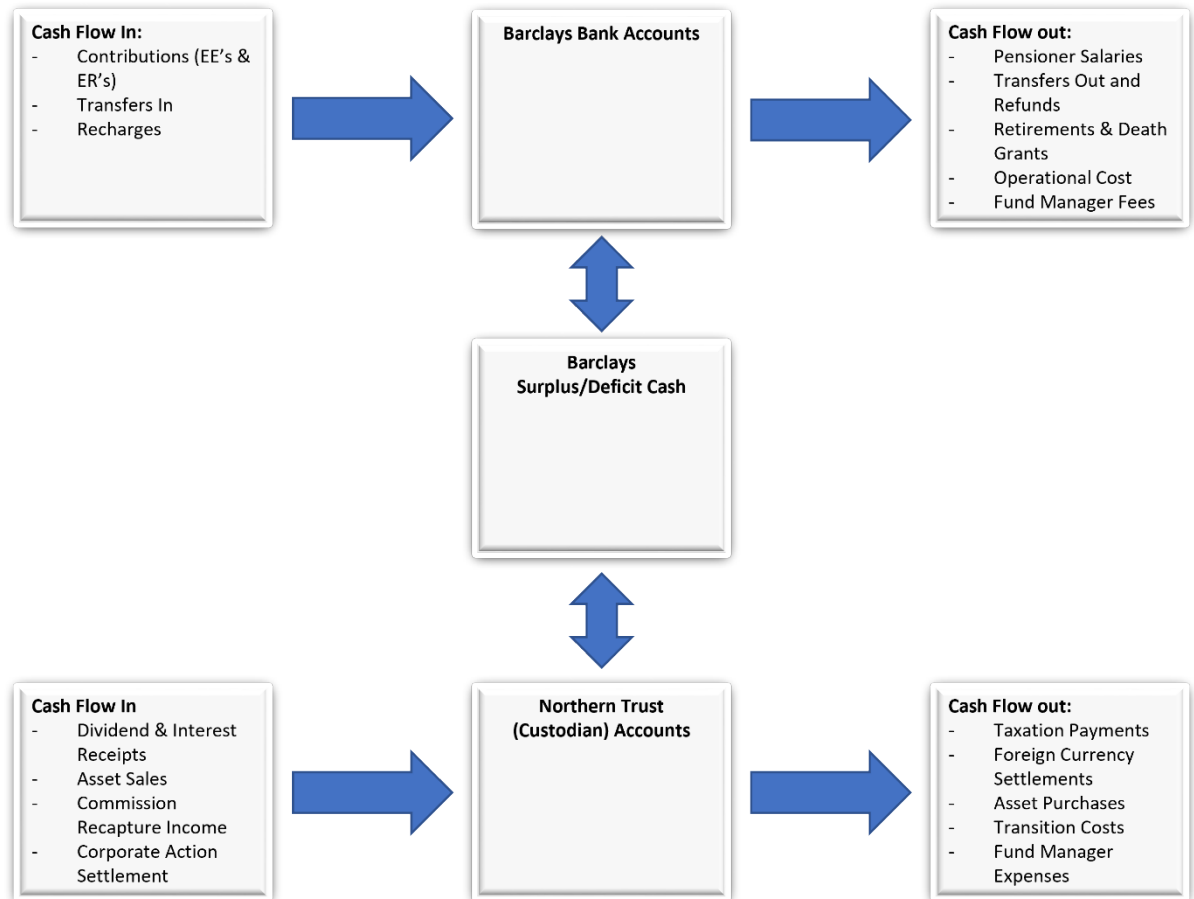 Cash Flow In:
- Contributions (EE's &
ER's)
- Transfers In
- Recharges
Barclays Bank Accounts
Cash Flow out:
- Pensioner Salaries
- Transfers Out and
Refunds
- Retirements & Death
Grants
- Operational Cost
- Fund Manager Fees
Barclays
Surplus/Deficit Cash
Cash Flow In
- Dividend & Interest
Receipts
- Asset Sales
- Commission
Recapture Income
- Corporate Action
Settlement
Northern Trust
(Custodian) Accounts
Cash Flow out:
- Taxation Payments
- Foreign Currency
Settlements
- Asset Purchases
- Transition Costs
- Fund Manager
Expenses